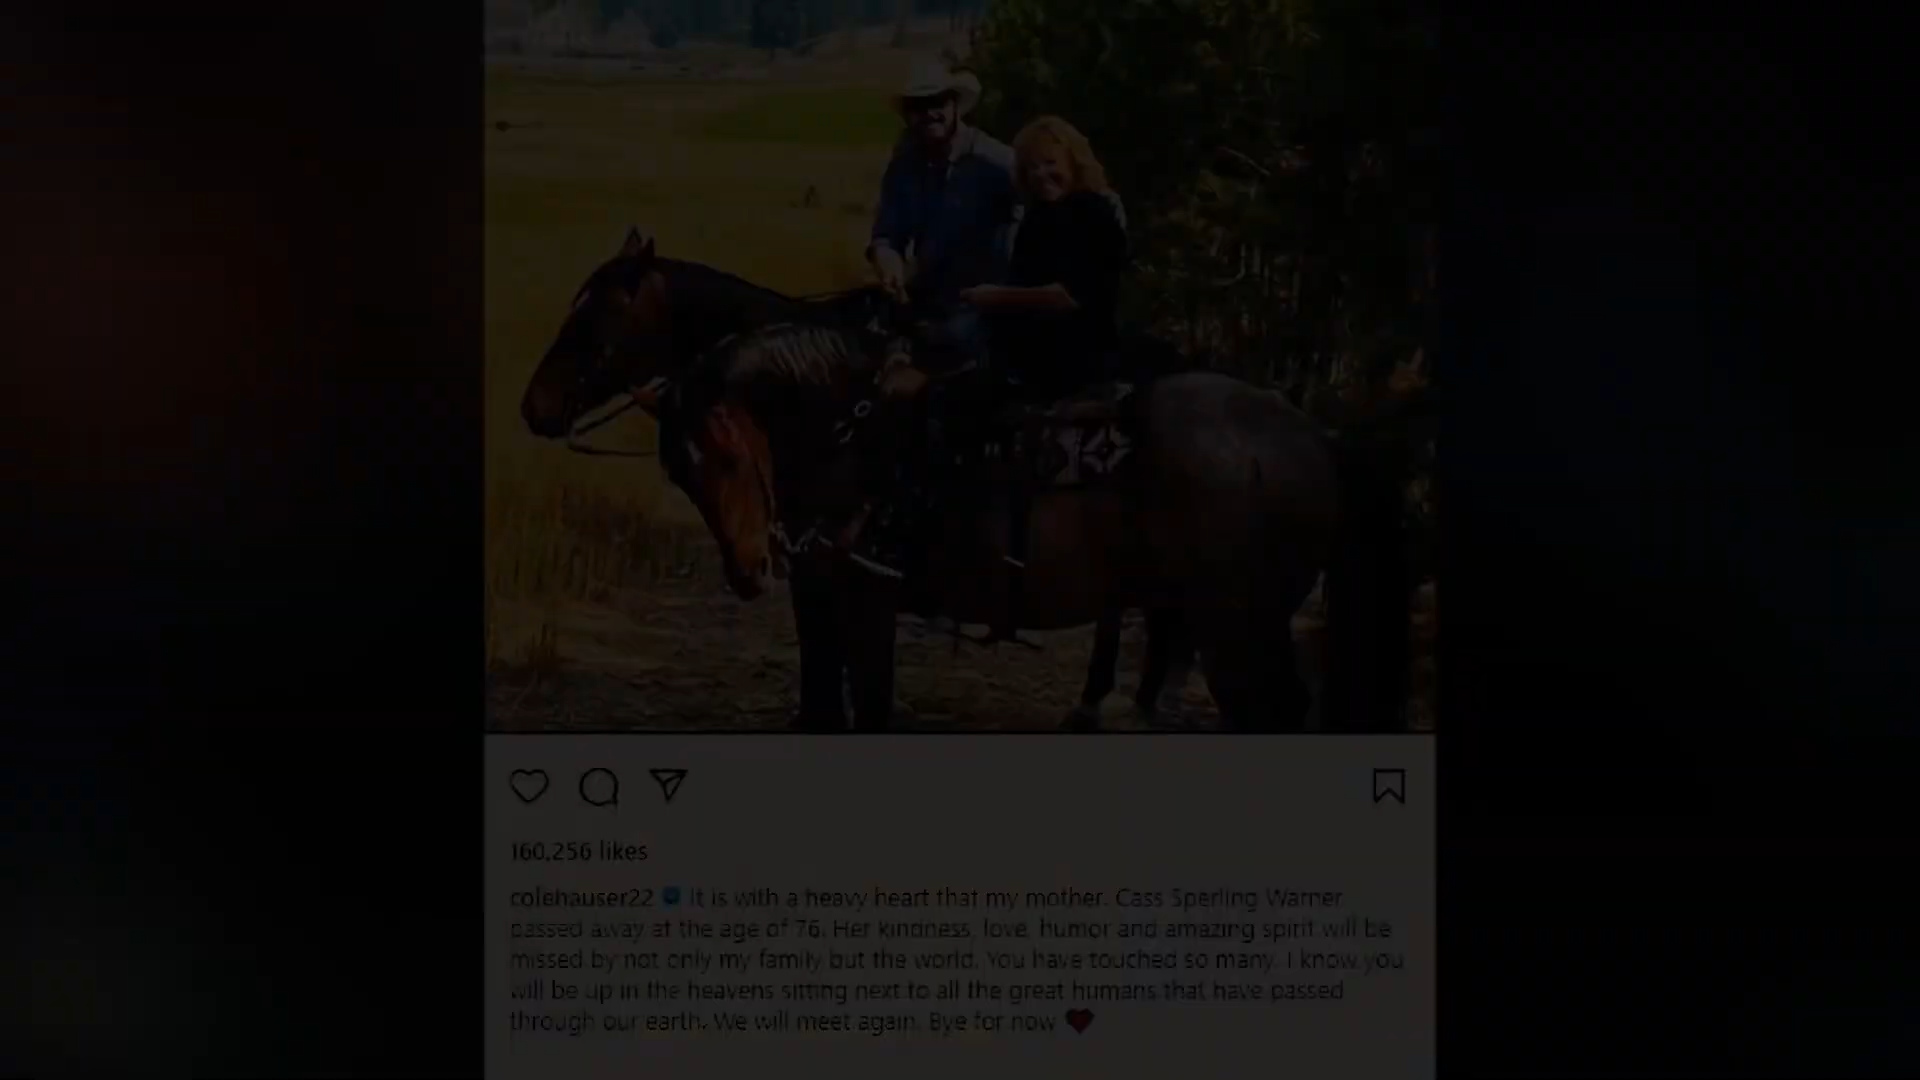 160,256 likes
colehauser22 It is with a heavy heart that my mother, Cass Sperling Warner
passed away at the age of 76. Her kindness, love, humor and amazing spirit will be
missed by not only my family but the world. You have touched so many. I know you
will be up in the heavens sitting next to all the great humans that have passed
through our earth. We will meet again. Bye for now ❤️